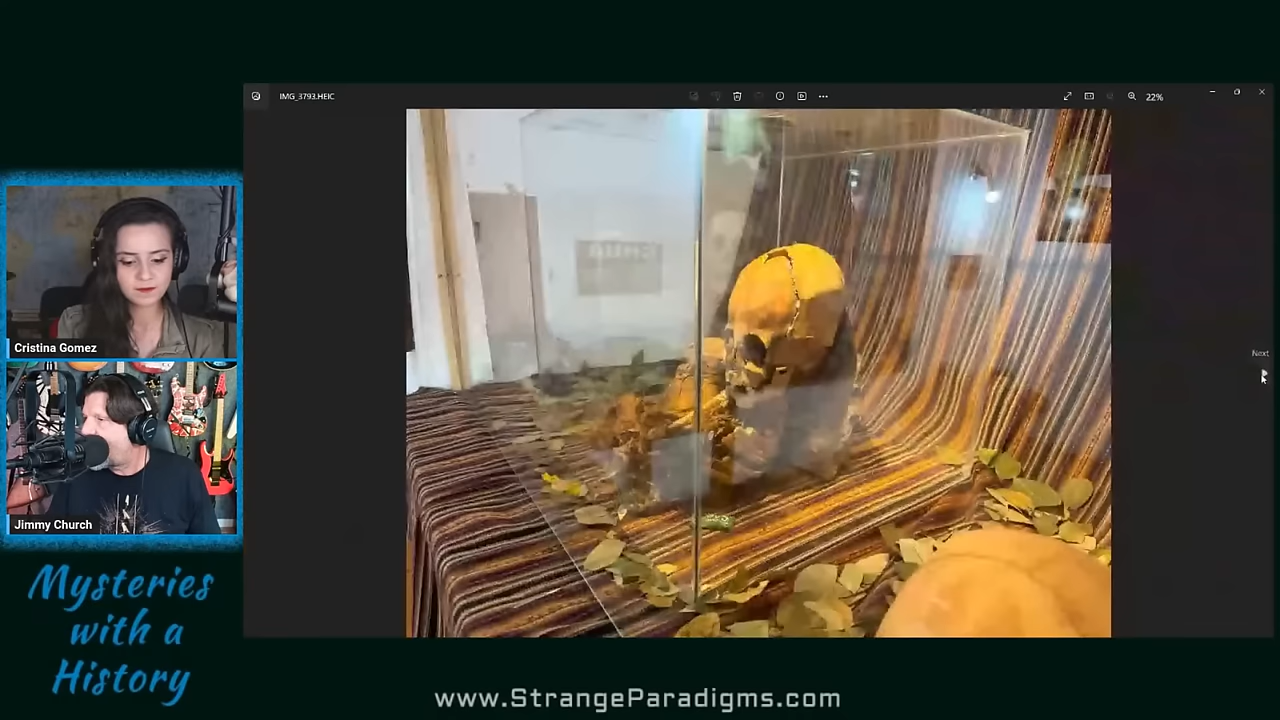 IMG_3793.HEIC
22%
Next
Cristina Gomez
Jimmy Church
Mysteries
with a
History
www.StrangeParadigms.com